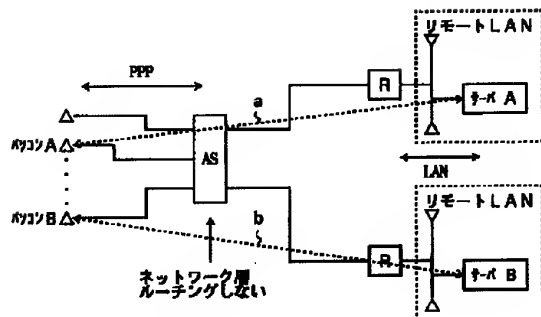 リモートLAN
PPP
R
a
サーバ A
パソコンA
AS
LAN
リモートLAN
パソコンB
b
R
サーバ B
ネットワーク層
ルーチングしない